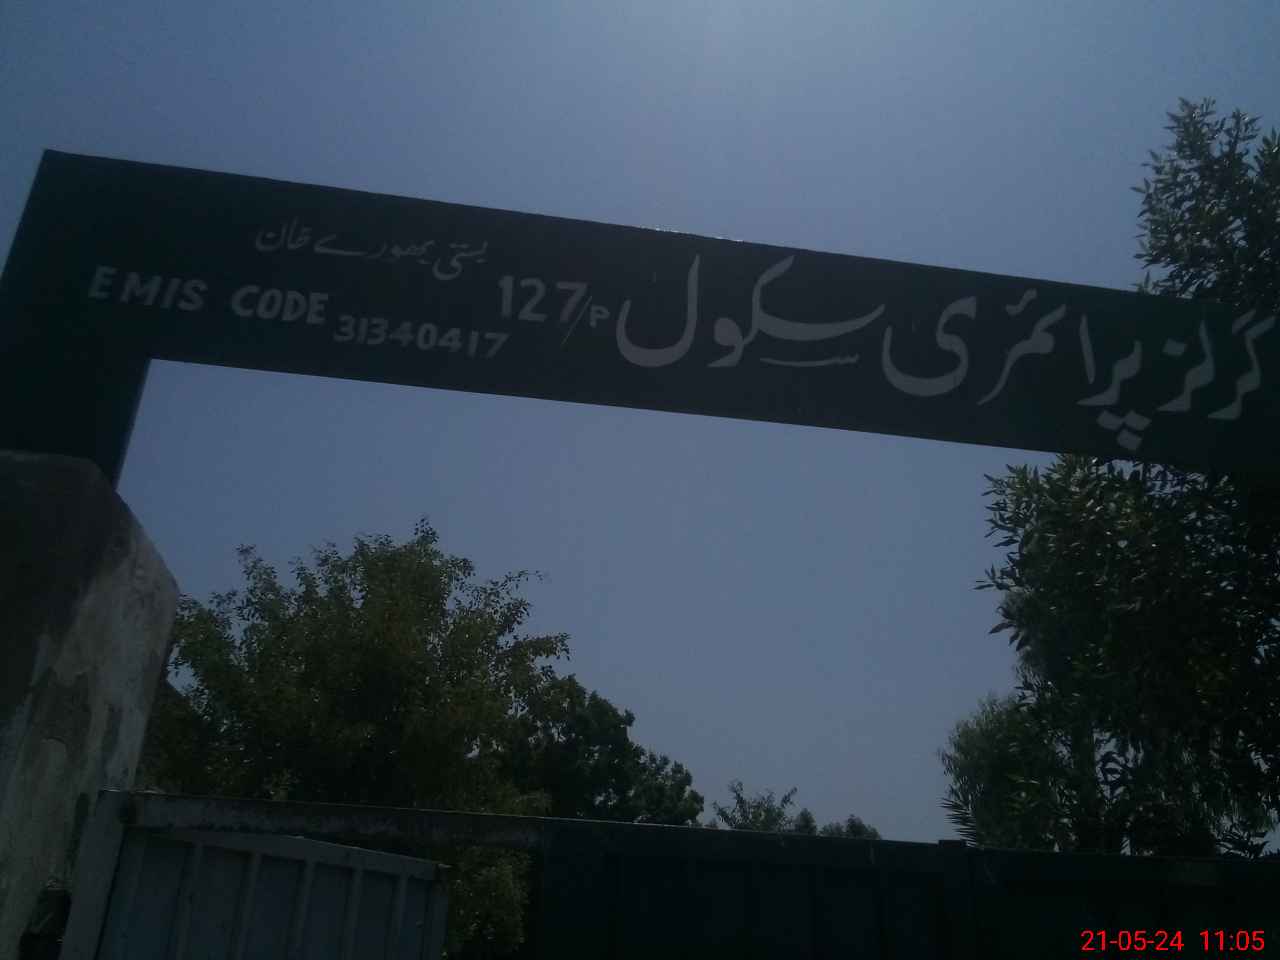 گرلز پرائمری سکول 127/P
بستی بھورے خان
EMIS CODE 31340417
21-05-24 11:05